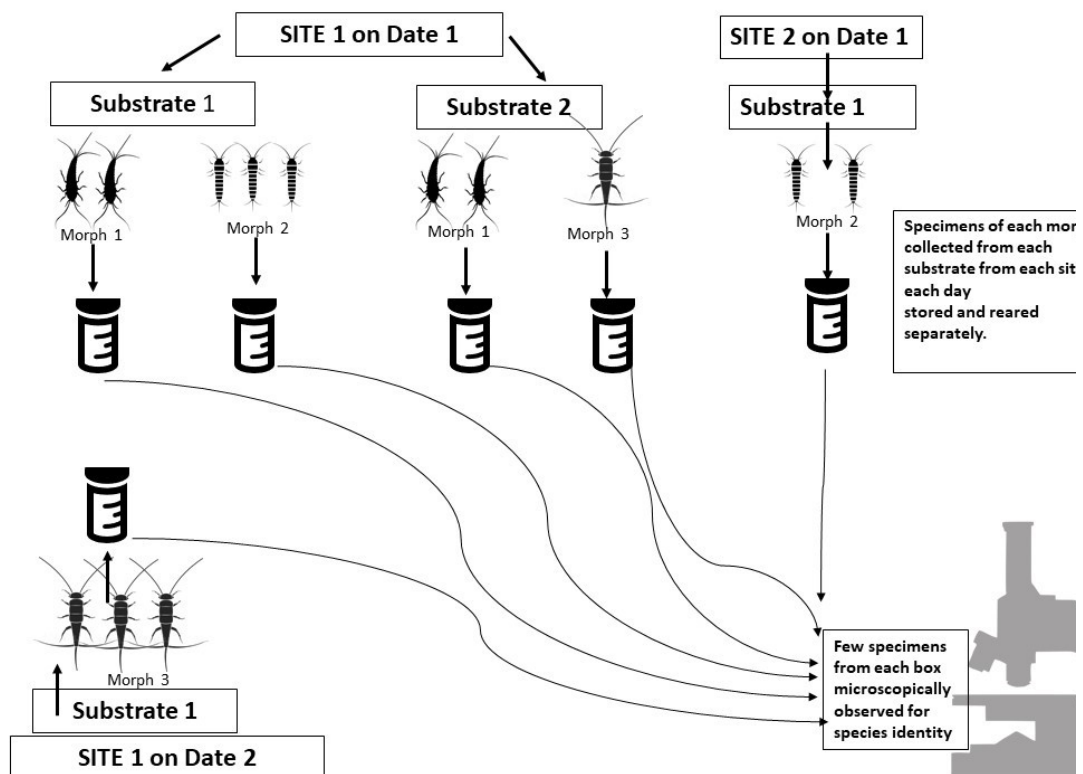 SITE 1 on Date 1
SITE 2 on Date 1
Substrate 1
Substrate 2
Substrate 1
Morph 1
Morph 2
Morph 1
Morph 3
Morph 2
Specimens of each mor
collected from each
substrate from each sit
each day
stored and reared
separately.
Few specimens
from each box
microscopically
observed for
species identity
Morph 3
Substrate 1
SITE 1 on Date 2